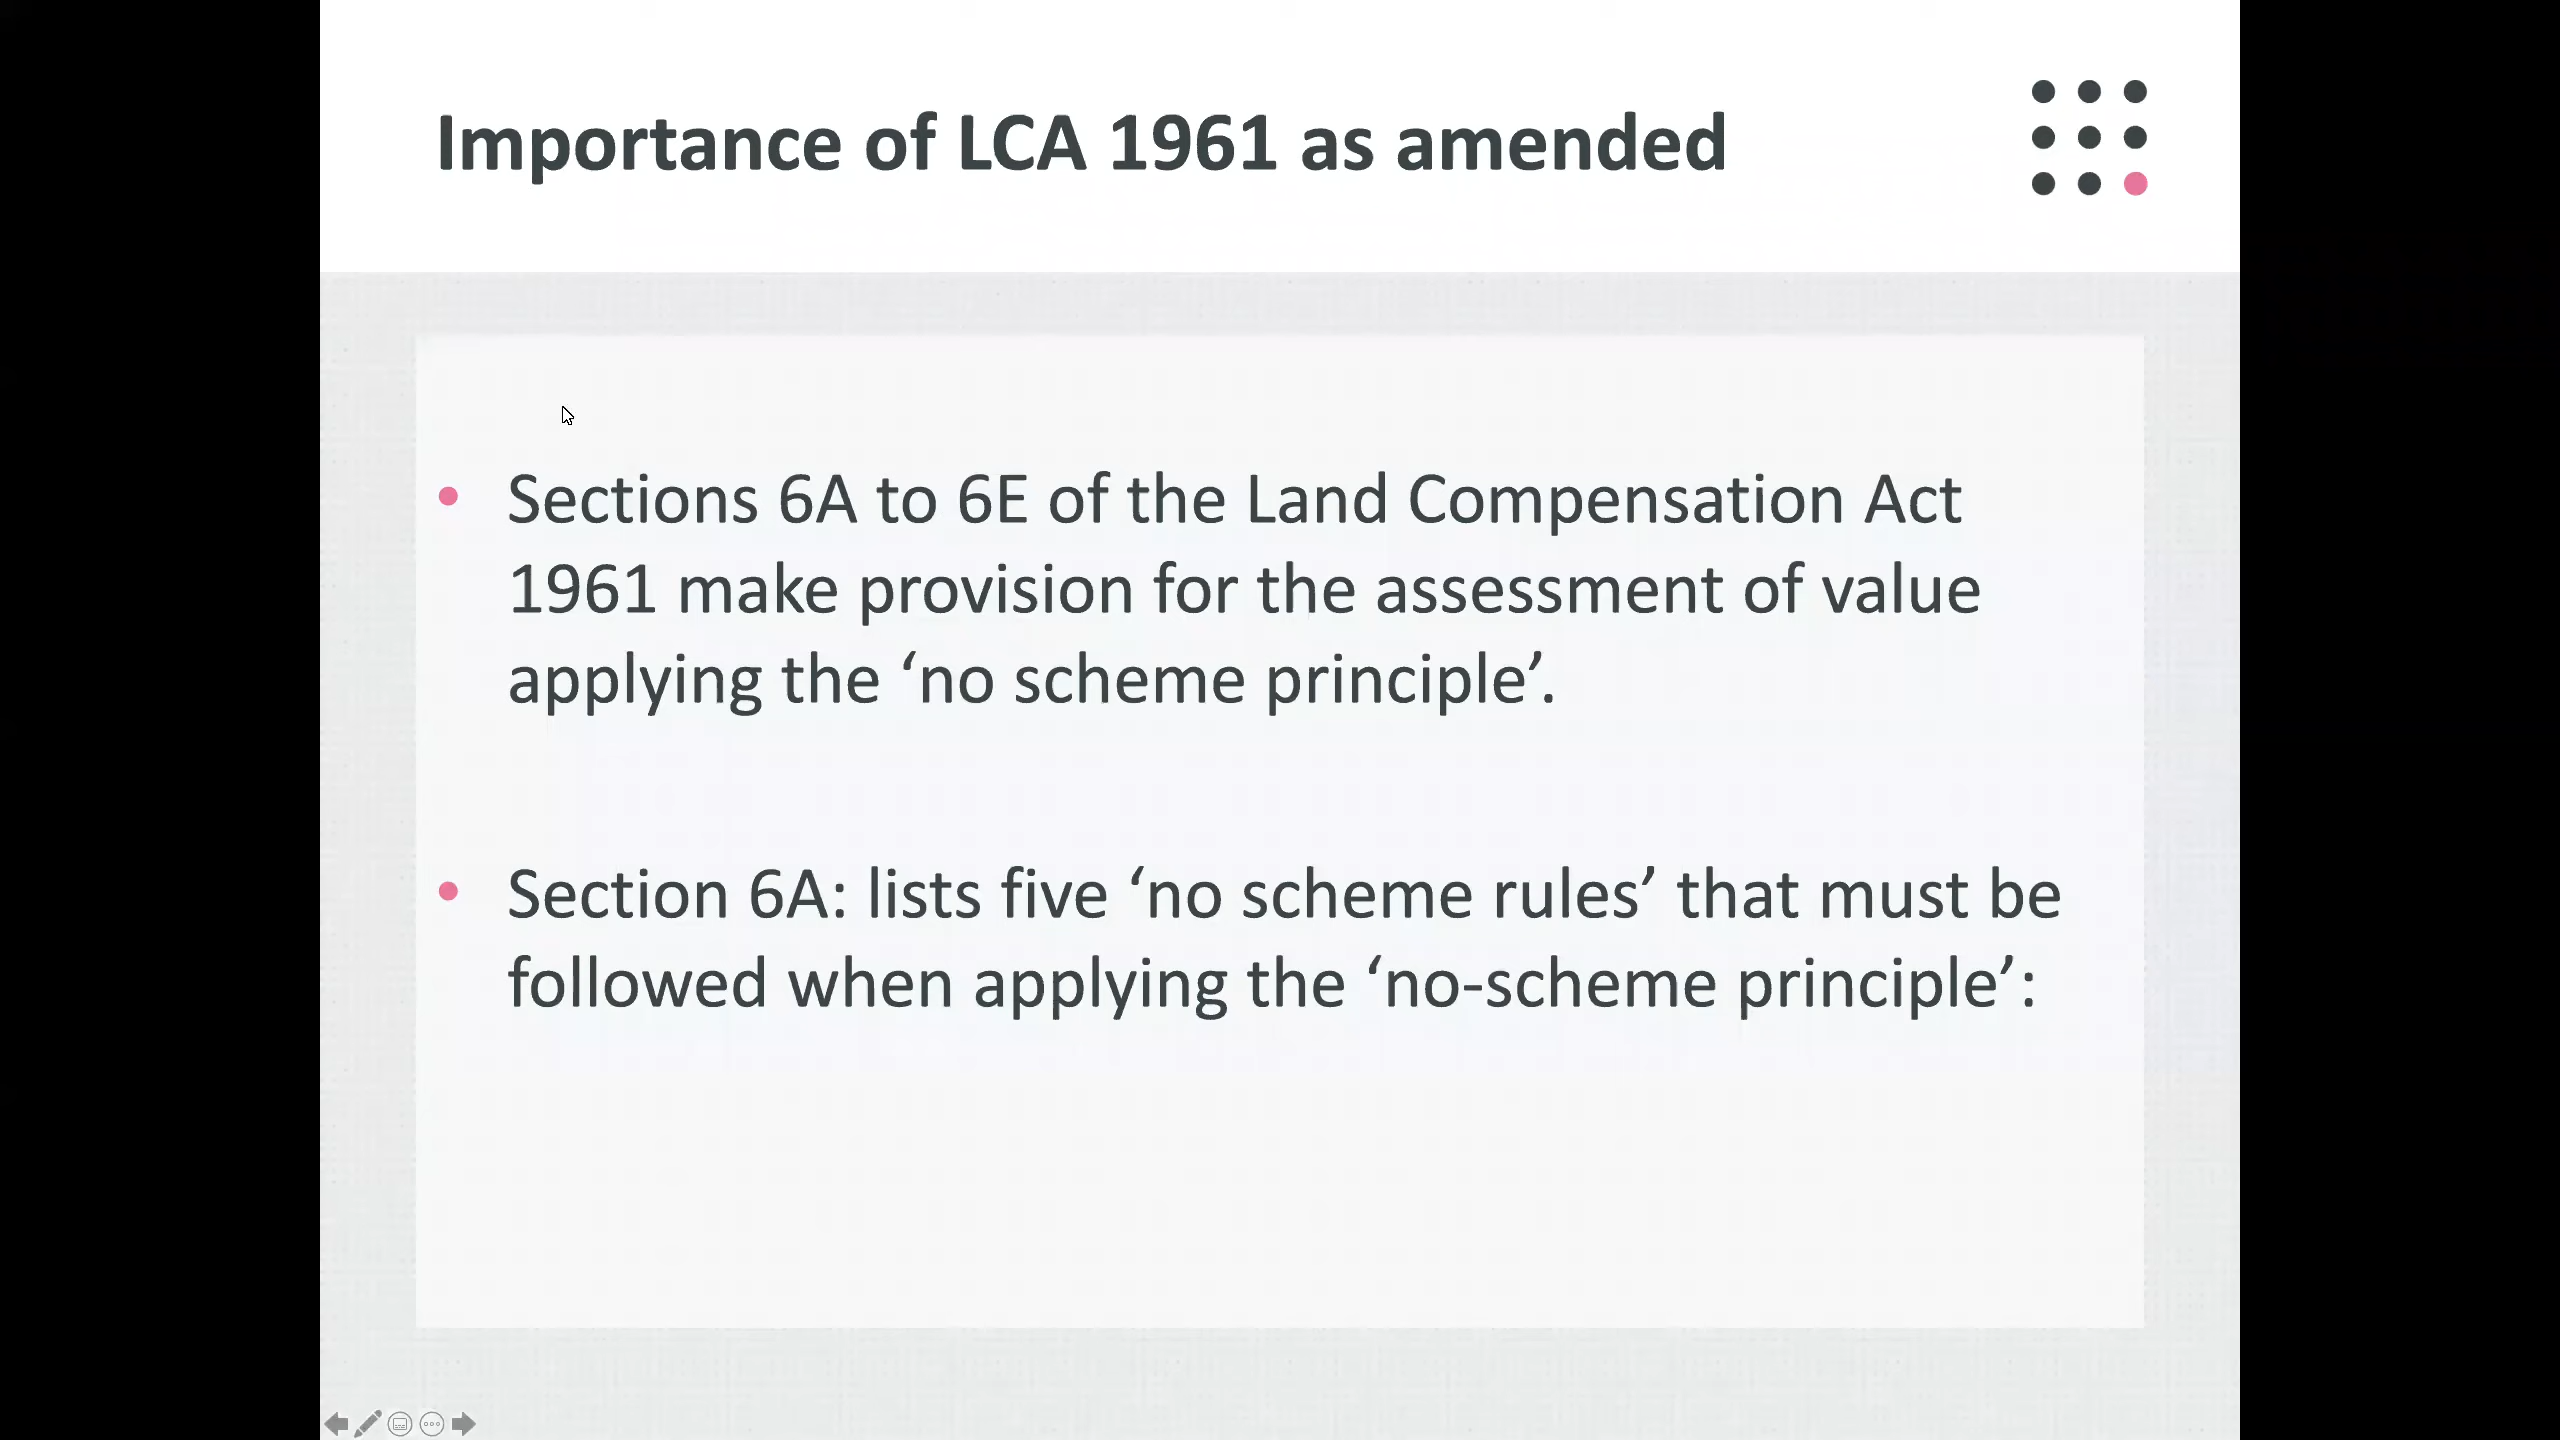 Importance of LCA 1961 as amended
• Sections 6A to 6E of the Land Compensation Act
1961 make provision for the assessment of value
applying the ‘no scheme principle’.
• Section 6A: lists five ‘no scheme rules’ that must be
followed when applying the ‘no-scheme principle’: